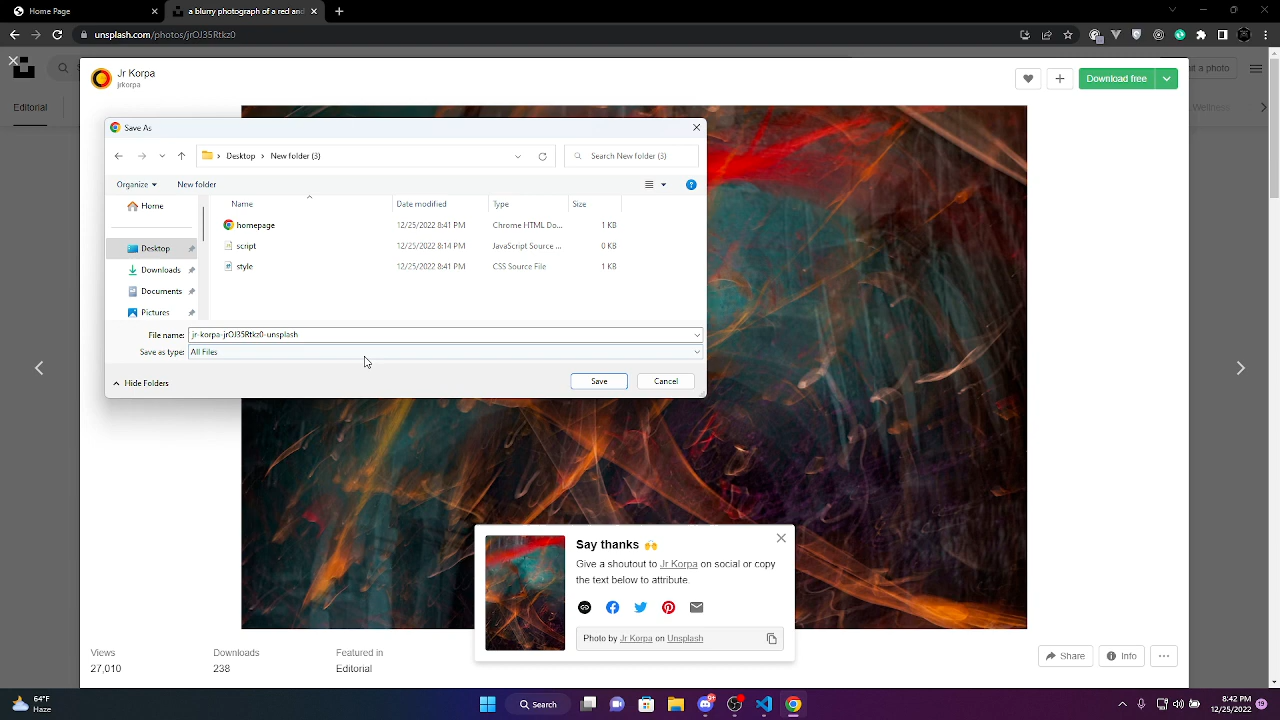 Home Page
a blurry photograph of red and
unsplash.com/photos/jrOJ35Rtkz0
Jr Korpa
jrkorpa
Download free
it a photo
Editorial
Wellness
Save As
Desktop
New folder (3)
Search New folder (3)
Organize
New folder
Name
Date modified
Type
Size
Home
homepage
12/25/2022 8:41 PM
Chrome HTML Do...
1 KB
Desktop
script
12/25/2022 8:14 PM
JavaScript Source ...
0 KB
Downloads
style
12/25/2022 8:41 PM
CSS Source File
1 KB
Documents
Pictures
File name: jr-korpa-jrOJ35Rtkz0-unsplash
Save as type: All Files
Hide Folders
Save
Cancel
Say thanks 🙌
Give a shoutout to Jr Korpa on social or copy
the text below to attribute.
Photo by Jr Korpa on Unsplash
Views
27,010
Downloads
238
Featured in
Editorial
Share
Info
64°F
Haze
Search
8:42 PM
12/25/2022